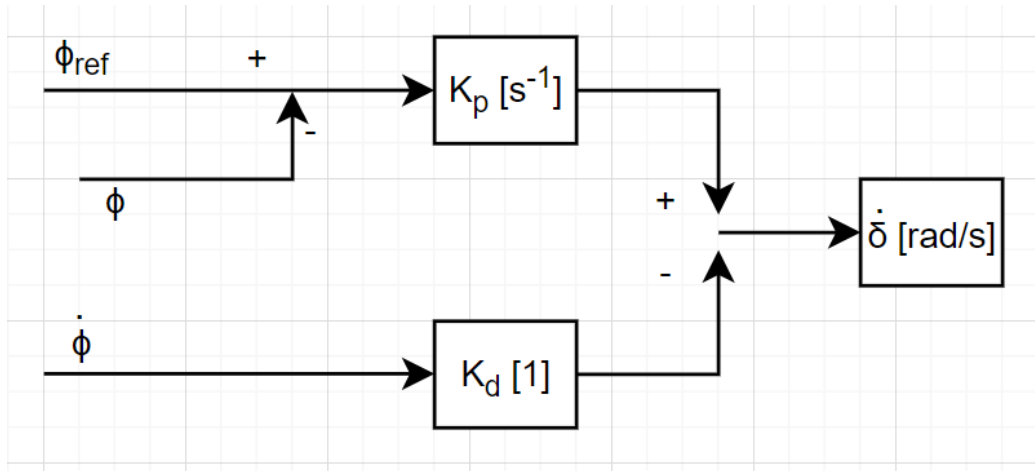 ϕref
+
Kp [s-1]
-
ϕ
+
δ̇ [rad/s]
-
ϕ̇
Kd [1]